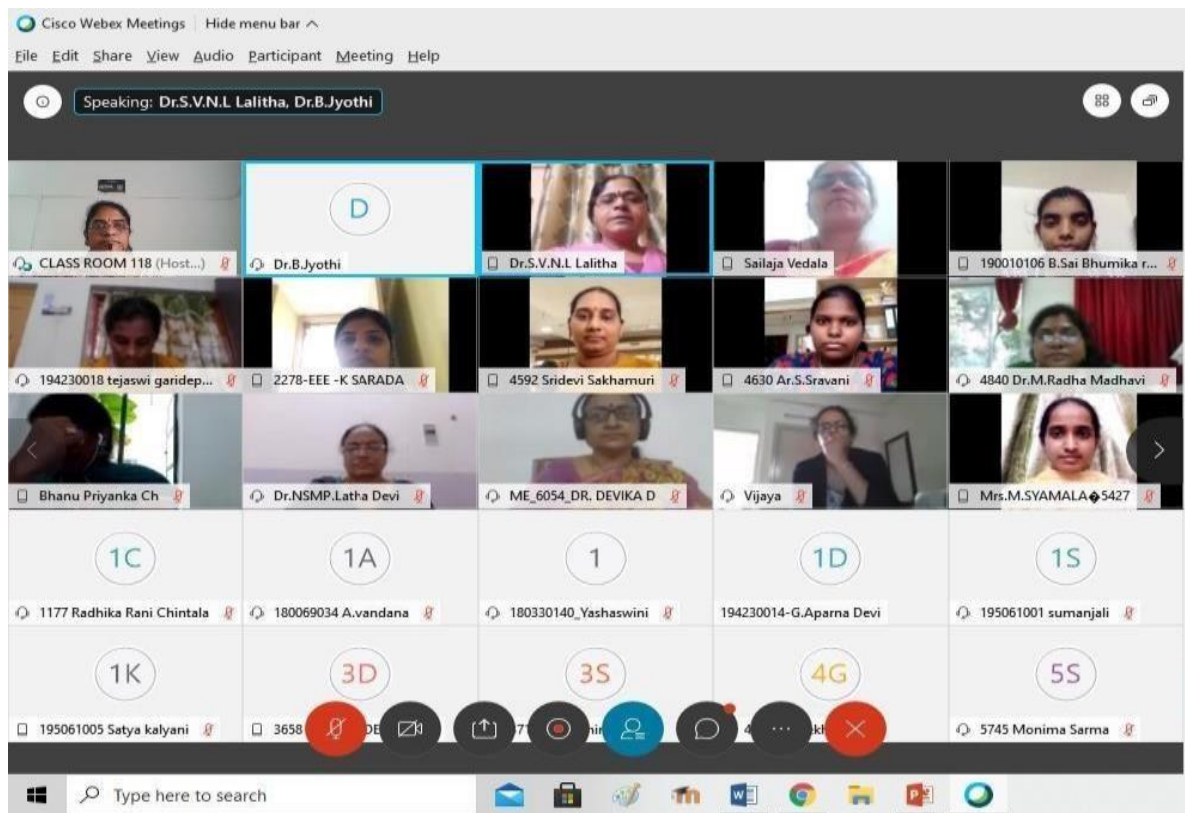 Cisco Webex Meetings Hide menu bar
File Edit Share View Audio Participant Meeting Help
Speaking: Dr.S.V.N.L Lalitha, Dr.B.Jyothi
D
CLASS ROOM 118 (Host...) Dr.B.Jyothi Dr.S.V.N.L Lalitha Sailaja Vedala 190010106 B.Sai Bhumika r...
194230018 tejaswi garidep... 2278-EEE -K SARADA 4592 Sridevi Sakhamuri 4630 Ar.S.Sravani 4840 Dr.M.Radha Madhavi
Bhanu Priyanka Ch Dr.NSMP.Latha Devi ME_6054_DR. DEVIKA D Vijaya Mrs.M.SYAMALA�5427
1C 1A 1 1D 1S
1177 Radhika Rani Chintala 180069034 A.vandana 180330140_Yashaswini 194230014-G.Aparna Devi 195061001 sumanjali
1K 3D 3S 4G 5S
195061005 Satya kalyani 3658 5745 Monima Sarma
Type here to search